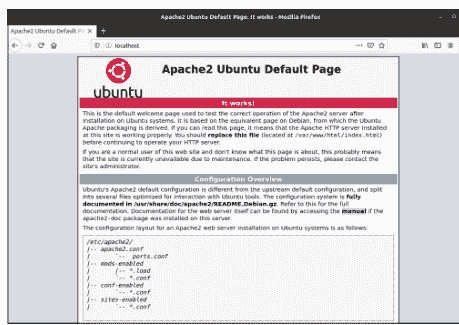 Apache2 Ubuntu Default Page: It works - Mozilla Firefox
Apache2 Ubuntu Default Pa
localhost
Apache2 Ubuntu Default Page
ubuntu
It works!
This is the default welcome page used to test the correct operation of the Apache2 server after
installation on Ubuntu systems. It is based on the equivalent page on Debian, from which the Ubuntu
Apache packaging is derived. If you can read this page, it means that the Apache HTTP server installed
at this site is working properly. You should replace this file (located at /var/www/html/index.html)
before continuing to operate your HTTP server.
If you are a normal user of this web site and don't know what this page is about, this probably means
that the site is currently unavailable due to maintenance. If the problem persists, please contact the
site's administrator.
Configuration Overview
Ubuntu's Apache2 default configuration is different from the upstream default configuration, and split
into several files optimized for interaction with Ubuntu tools. The configuration system is fully
documented in /usr/share/doc/apache2/README.Debian.gz. Refer to this for the full
documentation. Documentation for the web server itself can be found by accessing the manual if the
apache2-doc package was installed on this server.
The configuration layout for an Apache2 web server installation on Ubuntu systems is as follows:
/etc/apache2/
|-- apache2.conf
|       `-- ports.conf
|-- mods-enabled
|       |-- *.load
|       `-- *.conf
|-- conf-enabled
|       `-- *.conf
|-- sites-enabled
|       `-- *.conf